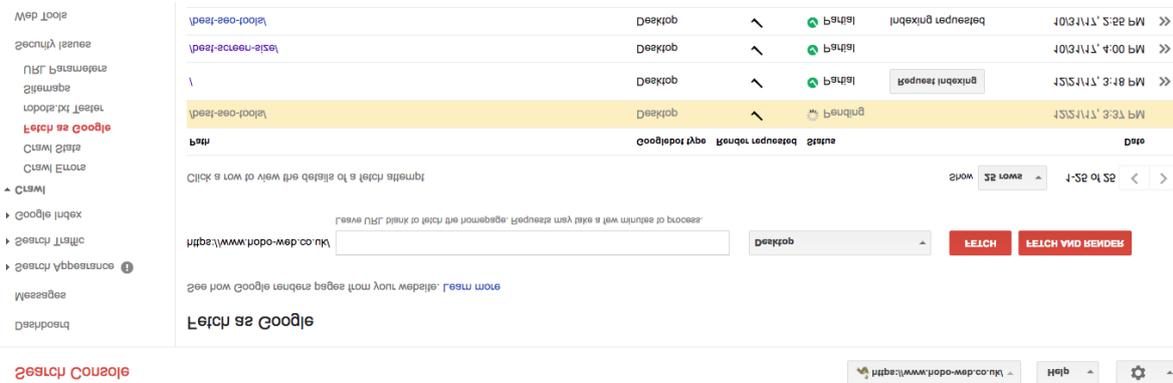 Search Console
https://www.hobo-web.co.uk/
Help
Dashboard
Messages
Search Appearance
Search Traffic
Google Index
Crawl
Crawl Errors
Crawl Stats
Fetch as Google
robots.txt Tester
Sitemaps
URL Parameters
Security Issues
Web Tools
Fetch as Google
See how Google renders pages from your website. Learn more
https://www.hobo-web.co.uk/ Desktop FETCH FETCH AND RENDER
Leave URL blank to fetch the homepage. Requests may take a few minutes to process.
Click a row to view the details of a fetch attempt Show 25 rows 1-25 of 25
Path Googlebot type Render requested Status Date
/best-seo-tools/ Desktop Pending 12/21/17, 3:37 PM
/ Desktop Partial Request Indexing 12/21/17, 3:18 PM
/best-screen-size/ Desktop Partial 10/31/17, 4:00 PM
/best-seo-tools/ Desktop Partial Indexing requested 10/31/17, 2:55 PM